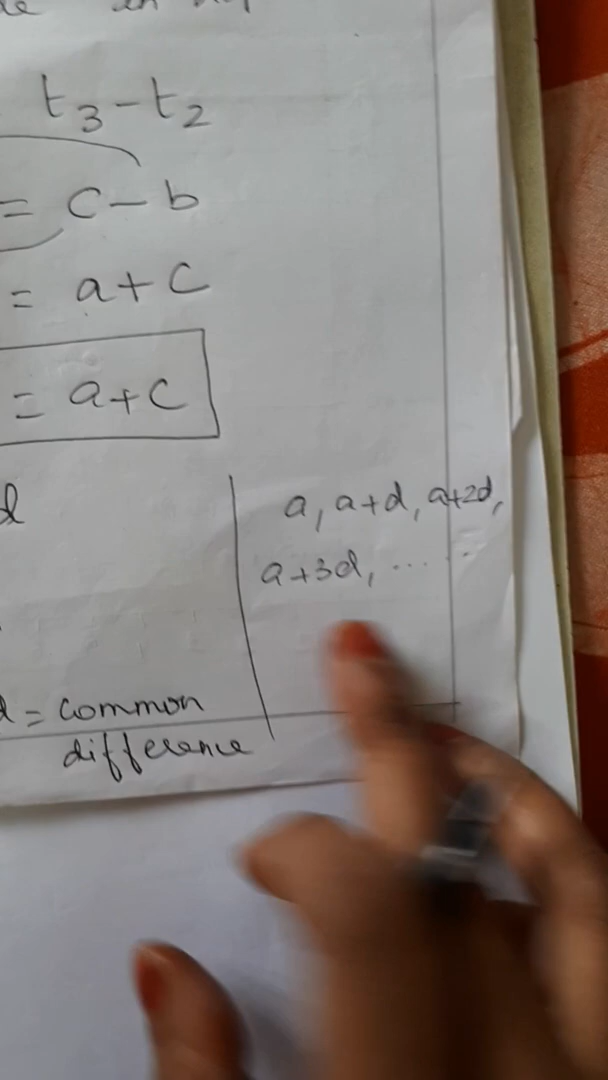 t₃ - t₂
= c - b
= a + c
= a + c
d
a, a+d, a+2d,
a+3d, .....
d = common
difference